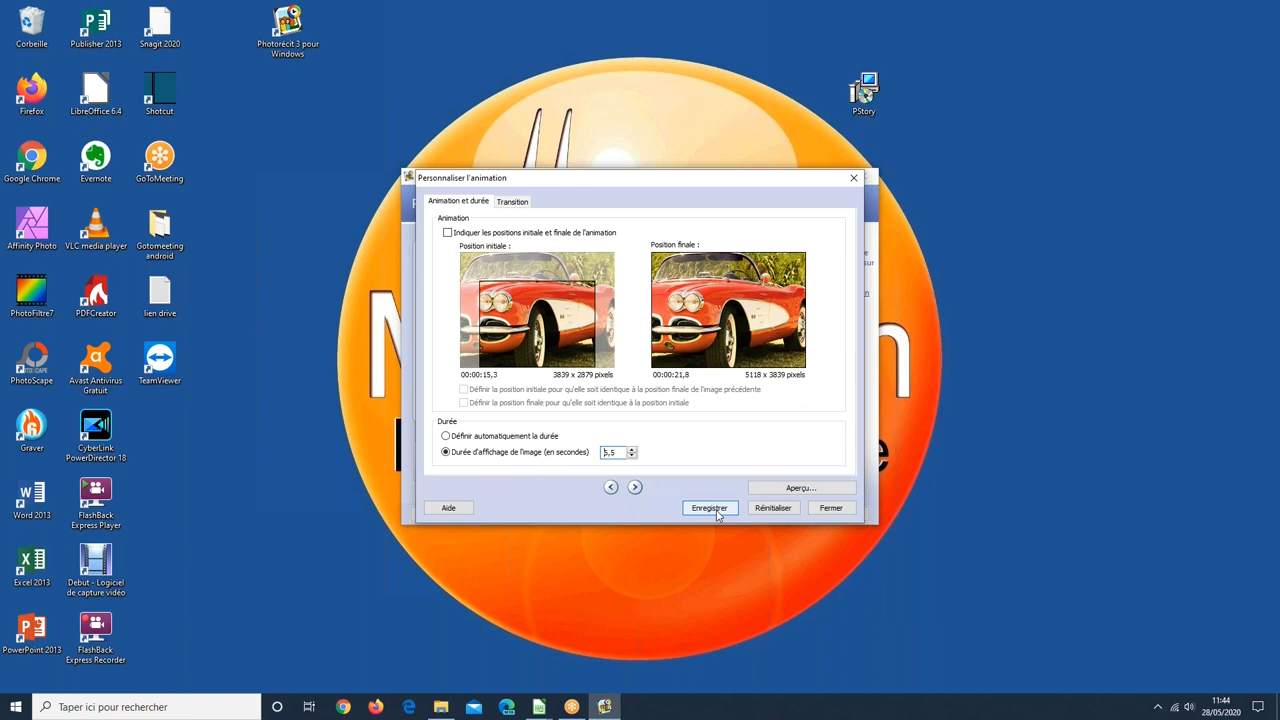 Corbeille
Publisher 2013
Snagit 2020
Photorécit 3 pour
Windows
Firefox
LibreOffice 6.4
Shotcut
PStory
Google Chrome
Evernote
GoToMeeting
Affinity Photo
VLC media player
Gotomeeting
android
PhotoFiltre7
PDFCreator
lien drive
PhotoScape
Avast Antivirus
Gratuit
TeamViewer
Graver
CyberLink
PowerDirector 18
Word 2013
FlashBack
Express Player
Excel 2013
Debut - Logiciel
de capture vidéo
PowerPoint 2013
FlashBack
Express Recorder
Personnaliser l'animation
Animation et durée
Transition
Animation
Indiquer les positions initiale et finale de l'animation
Position initiale :
Position finale :
00:00:15,3
3839 x 2879 pixels
00:00:21,8
5118 x 3839 pixels
Définir la position initiale pour qu'elle soit identique à la position finale de l'image précédente
Définir la position finale pour qu'elle soit identique à la position initiale
Durée
Définir automatiquement la durée
Durée d'affichage de l'image (en secondes)
5,5
Aperçu...
Aide
Enregistrer
Réinitialiser
Fermer
Taper ici pour rechercher
11:44
28/05/2020